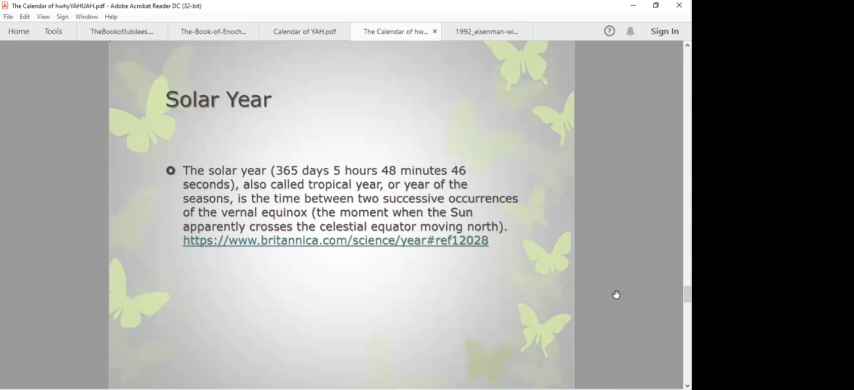 The Calendar of hwhyYAHUAH.pdf - Adobe Acrobat Reader DC (32-bit)
File Edit View Sign Window Help
Home Tools TheBookofJubilees.... The-Book-of-Enoch... Calendar of YAH.pdf The Calendar of hw... × 1992_eisenman-wi... Sign In
Solar Year
The solar year (365 days 5 hours 48 minutes 46
seconds), also called tropical year, or year of the
seasons, is the time between two successive occurrences
of the vernal equinox (the moment when the Sun
apparently crosses the celestial equator moving north).
https://www.britannica.com/science/year#ref12028